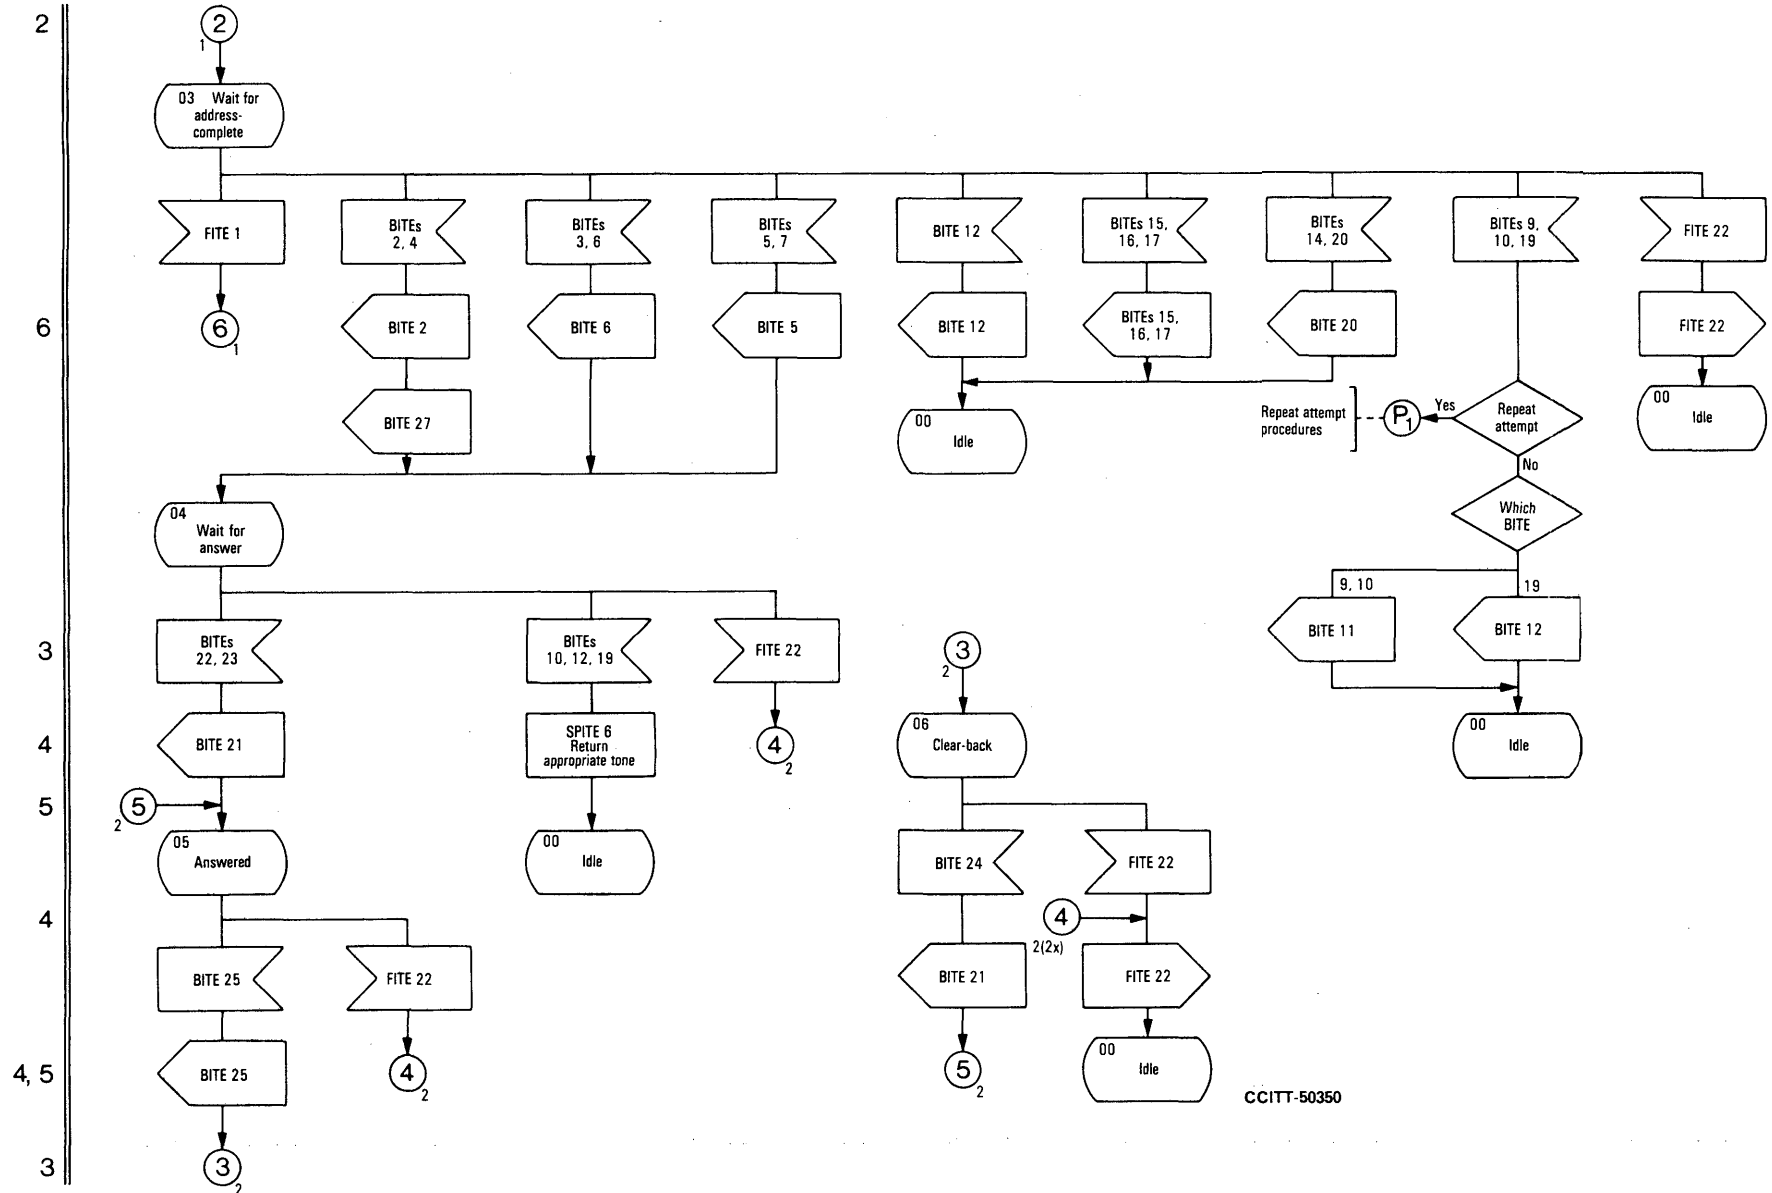 2
2
1
03 Wait for
address-
complete
FITE 1
BITEs
2, 4
BITEs
3, 6
BITEs
5, 7
BITE 12
BITEs 15,
16, 17
BITEs
14, 20
BITEs 9,
10, 19
FITE 22
6
6
1
BITE 2
BITE 6
BITE 5
BITE 12
BITEs 15,
16, 17
BITE 20
FITE 22
BITE 27
00
Idle
Repeat attempt
procedures
P1
Yes
Repeat
attempt
No
00
Idle
04
Wait for
answer
Which
BITE
9, 10
19
3
BITEs
22, 23
BITEs
10, 12, 19
FITE 22
3
2
BITE 11
BITE 12
4
BITE 21
SPITE 6
Return
appropriate tone
4
2
06
Clear-back
00
Idle
5
5
2
05
Answered
00
Idle
BITE 24
FITE 22
4
4
2(2x)
BITE 25
FITE 22
BITE 21
FITE 22
4, 5
BITE 25
4
2
5
2
00
Idle
CCITT-50350
3
3
2